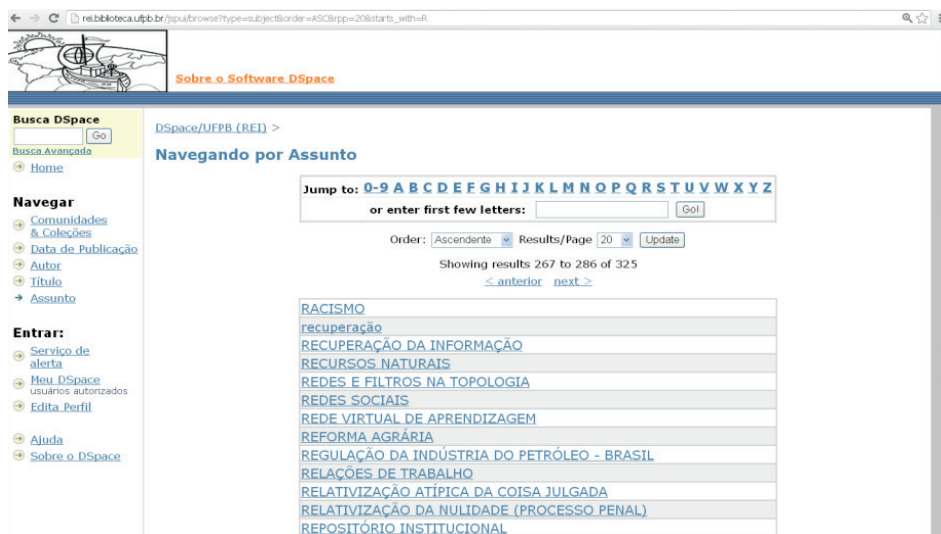 rei.biblioteca.ufpb.br/jspui/browse?type=subject&order=ASC&rpp=20&starts_with=R
Sobre o Software DSpace
Busca DSpace
Go
Busca Avançada
Home
Navegar
Comunidades
& Coleções
Data de Publicação
Autor
Título
Assunto
Entrar:
Serviço de
alerta
Meu DSpace
usuários autorizados
Edita Perfil
Ajuda
Sobre o DSpace
DSpace/UFPB (REI) >
Navegando por Assunto
Jump to: 0-9 A B C D E F G H I J K L M N O P Q R S T U V W X Y Z
or enter first few letters: Go!
Order: Ascendente Results/Page 20 Update
Showing results 267 to 286 of 325
< anterior next >
RACISMO
recuperação
RECUPERAÇÃO DA INFORMAÇÃO
RECURSOS NATURAIS
REDES E FILTROS NA TOPOLOGIA
REDES SOCIAIS
REDE VIRTUAL DE APRENDIZAGEM
REFORMA AGRÁRIA
REGULAÇÃO DA INDÚSTRIA DO PETRÓLEO - BRASIL
RELAÇÕES DE TRABALHO
RELATIVIZAÇÃO ATÍPICA DA COISA JULGADA
RELATIVIZAÇÃO DA NULIDADE (PROCESSO PENAL)
REPOSITÓRIO INSTITUCIONAL